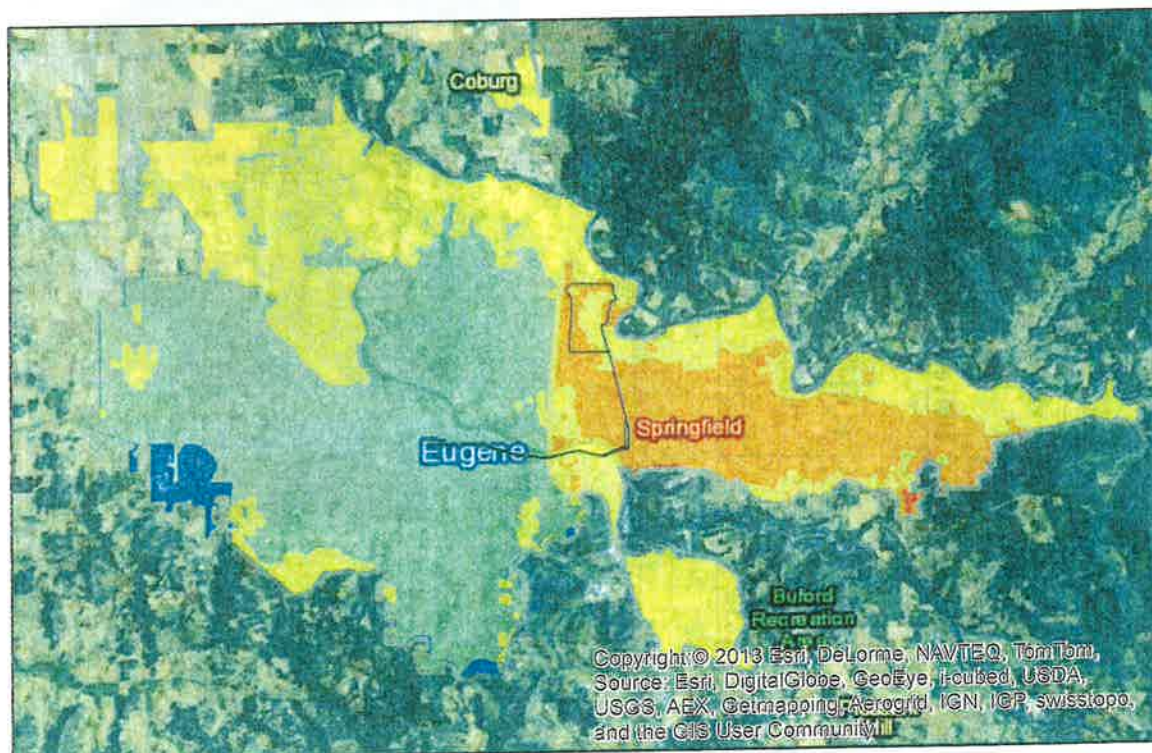 Coburg
Springfield
Eugene
Buford
Recreation
Area
Copyright:© 2013 Esri, DeLorme, NAVTEQ, TomTom,
Source: Esri, DigitalGlobe, GeoEye, i-cubed, USDA,
USGS, AEX, Getmapping, Aerogrid, IGN, IGP, swisstopo,
and the GIS User Community